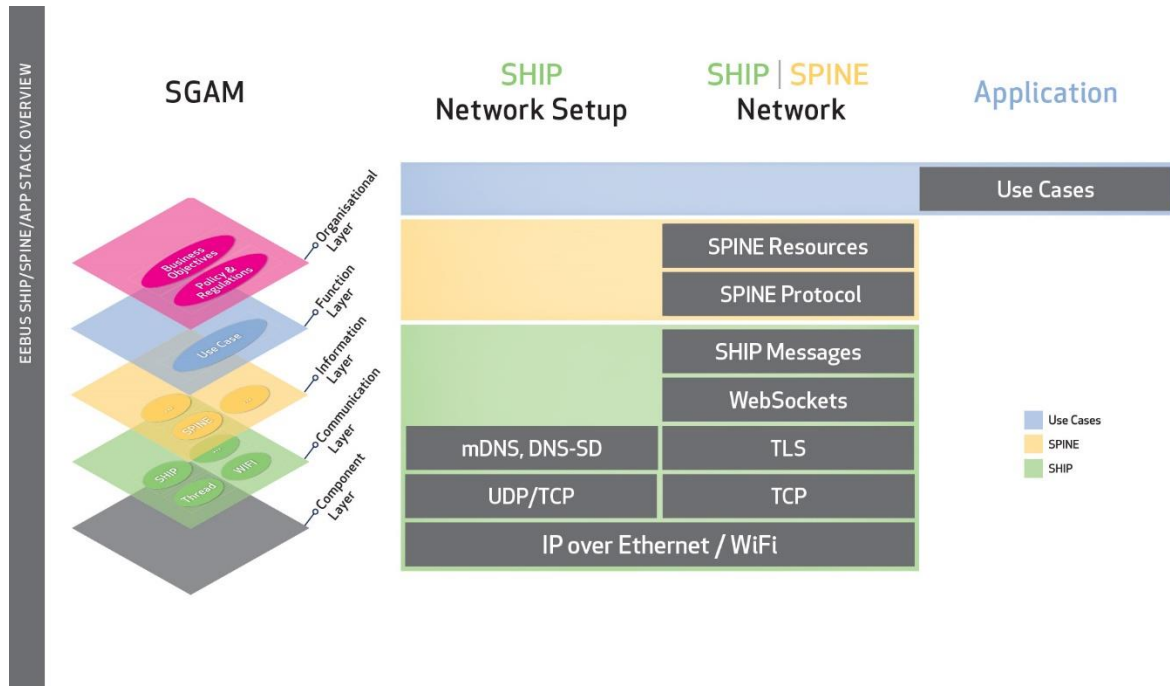 EEBUS SHIP/SPINE/APP STACK OVERVIEW
SGAM
SHIP
Network Setup
SHIP | SPINE
Network
Application
Organisational
Layer
Business
Objectives
Policy &
Regulations
Function
Layer
Use Case
Information
Layer
SPINE
Communication
Layer
SHIP
WiFi
Thread
Component
Layer
Use Cases
SPINE Resources
SPINE Protocol
SHIP Messages
WebSockets
mDNS, DNS-SD
TLS
UDP/TCP
TCP
IP over Ethernet / WiFi
Use Cases
SPINE
SHIP